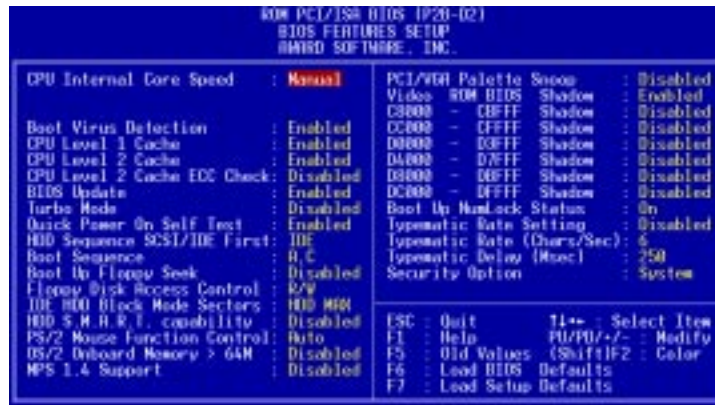 ROM PCI/ISA BIOS (P2B-D2)
BIOS FEATURES SETUP
AWARD SOFTWARE, INC.
CPU Internal Core Speed : Manual
Boot Virus Detection : Enabled
CPU Level 1 Cache : Enabled
CPU Level 2 Cache : Enabled
CPU Level 2 Cache ECC Check: Disabled
BIOS Update : Enabled
Turbo Mode : Disabled
Quick Power On Self Test : Enabled
HDD Sequence SCSI/IDE First: IDE
Boot Sequence : A,C
Boot Up Floppy Seek : Disabled
Floppy Disk Access Control : R/W
IDE HDD Block Mode Sectors : HDD MAX
HDD S.M.A.R.T. capability : Disabled
PS/2 Mouse Function Control: Auto
OS/2 Onboard Memory > 64M : Disabled
MPS 1.4 Support : Disabled
PCI/VGA Palette Snoop : Disabled
Video ROM BIOS Shadow : Enabled
C8000 - CBFFF Shadow : Disabled
CC000 - CFFFF Shadow : Disabled
D0000 - D3FFF Shadow : Disabled
D4000 - D7FFF Shadow : Disabled
D8000 - DBFFF Shadow : Disabled
DC000 - DFFFF Shadow : Disabled
Boot Up NumLock Status : On
Typematic Rate Setting : Disabled
Typematic Rate (Chars/Sec): 6
Typematic Delay (Msec) : 250
Security Option : System
ESC : Quit ↑↓→← : Select Item
F1 : Help PU/PD/+/- : Modify
F5 : Old Values (Shift)F2 : Color
F6 : Load BIOS Defaults
F7 : Load Setup Defaults